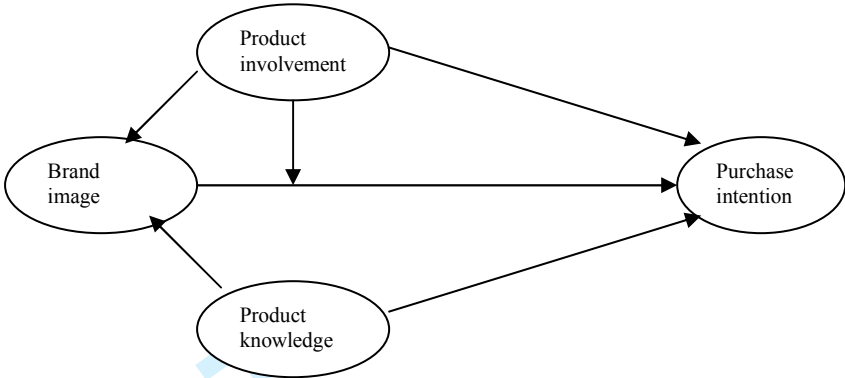 Product
involvement
Brand
image
Purchase
intention
Product
knowledge